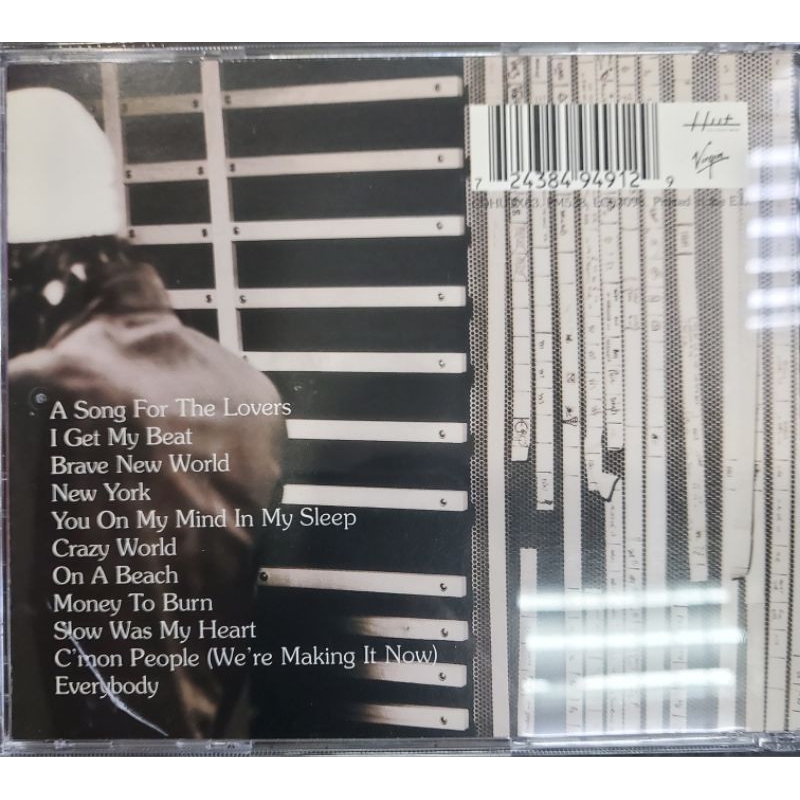 Hut
Virgin
7 24384 94912 9
A Song For The Lovers
I Get My Beat
Brave New World
New York
You On My Mind In My Sleep
Crazy World
On A Beach
Money To Burn
Slow Was My Heart
C'mon People (We're Making It Now)
Everybody